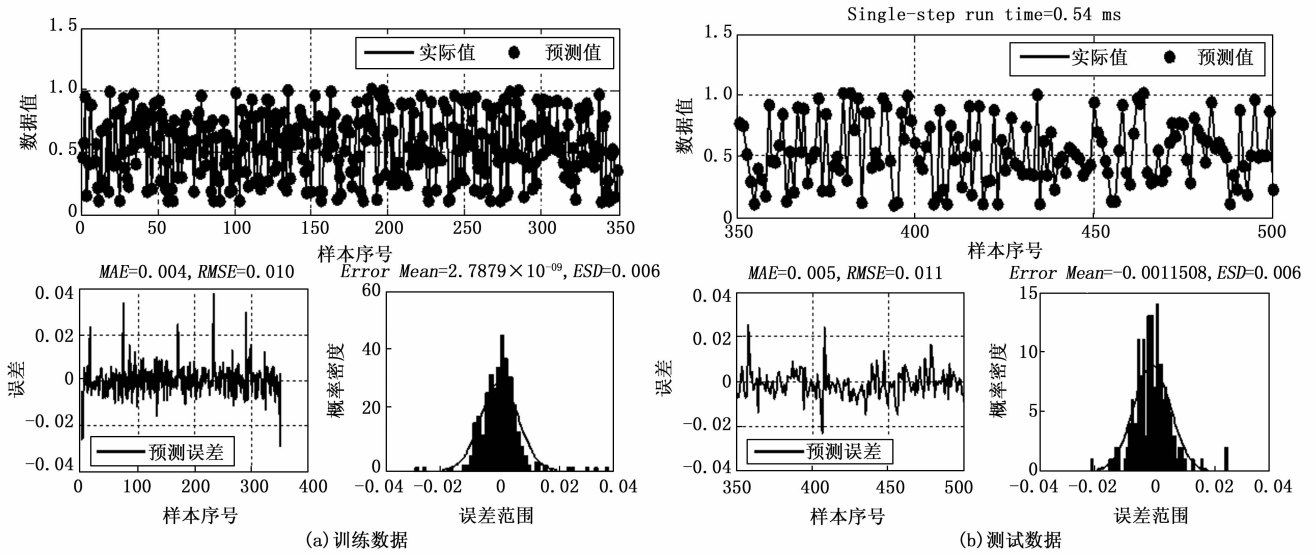 1.5
1.0
0.5
0
数据值
实际值 预测值
0 50 100 150 200 250 300 350
样本序号
MAE=0.004, RMSE=0.010
0.04
0.02
0
-0.02
-0.04
误差
预测误差
0 100 200 300 400
样本序号
Error Mean=2.7879×10-09, ESD=0.006
60
40
20
0
概率密度
-0.04 -0.02 0 0.02 0.04
误差范围
(a)训练数据
Single-step run time=0.54 ms
1.5
1.0
0.5
0
数据值
实际值 预测值
350 400 450 500
样本序号
MAE=0.005, RMSE=0.011
0.04
0.02
0
-0.02
-0.04
误差
预测误差
350 400 450 500
样本序号
Error Mean=-0.0011508, ESD=0.006
15
10
5
0
概率密度
-0.04 -0.02 0 0.02 0.04
误差范围
(b)测试数据